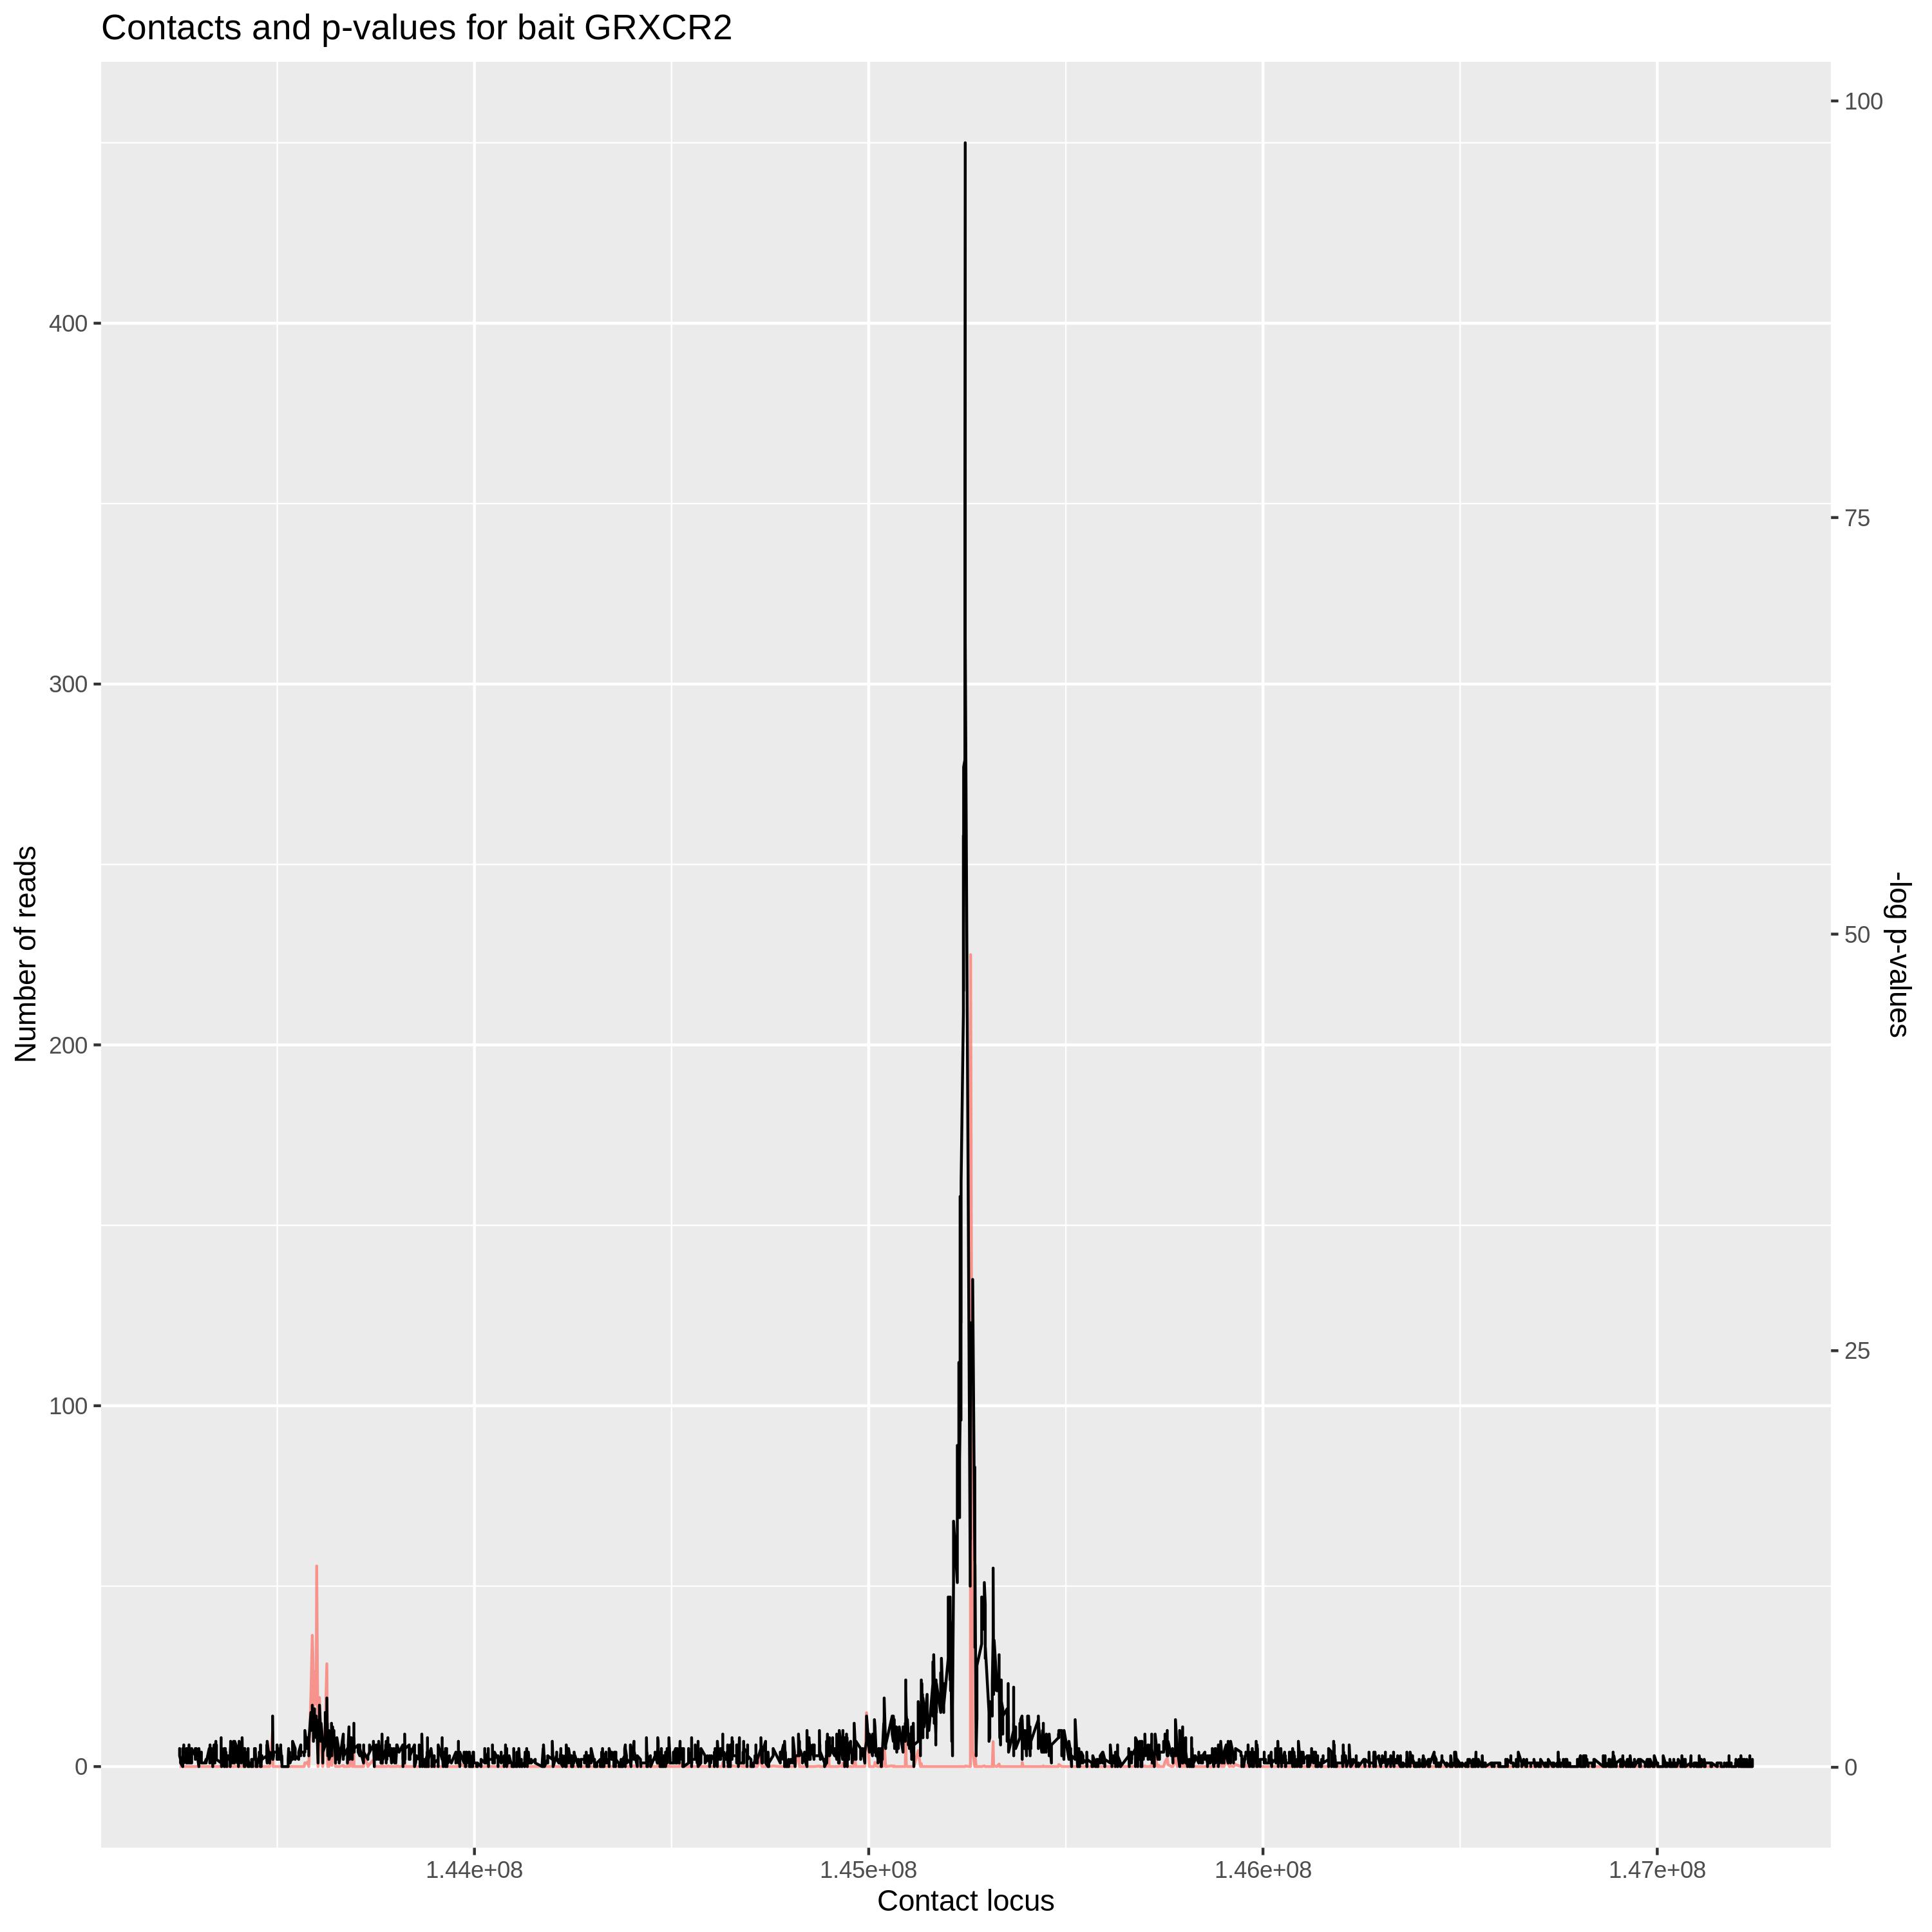 Contacts and p-values for bait GRXCR2
Number of reads
400
300
200
100
0
100
75
50
25
0
-log p-values
1.44e+08
1.45e+08
1.46e+08
1.47e+08
Contact locus